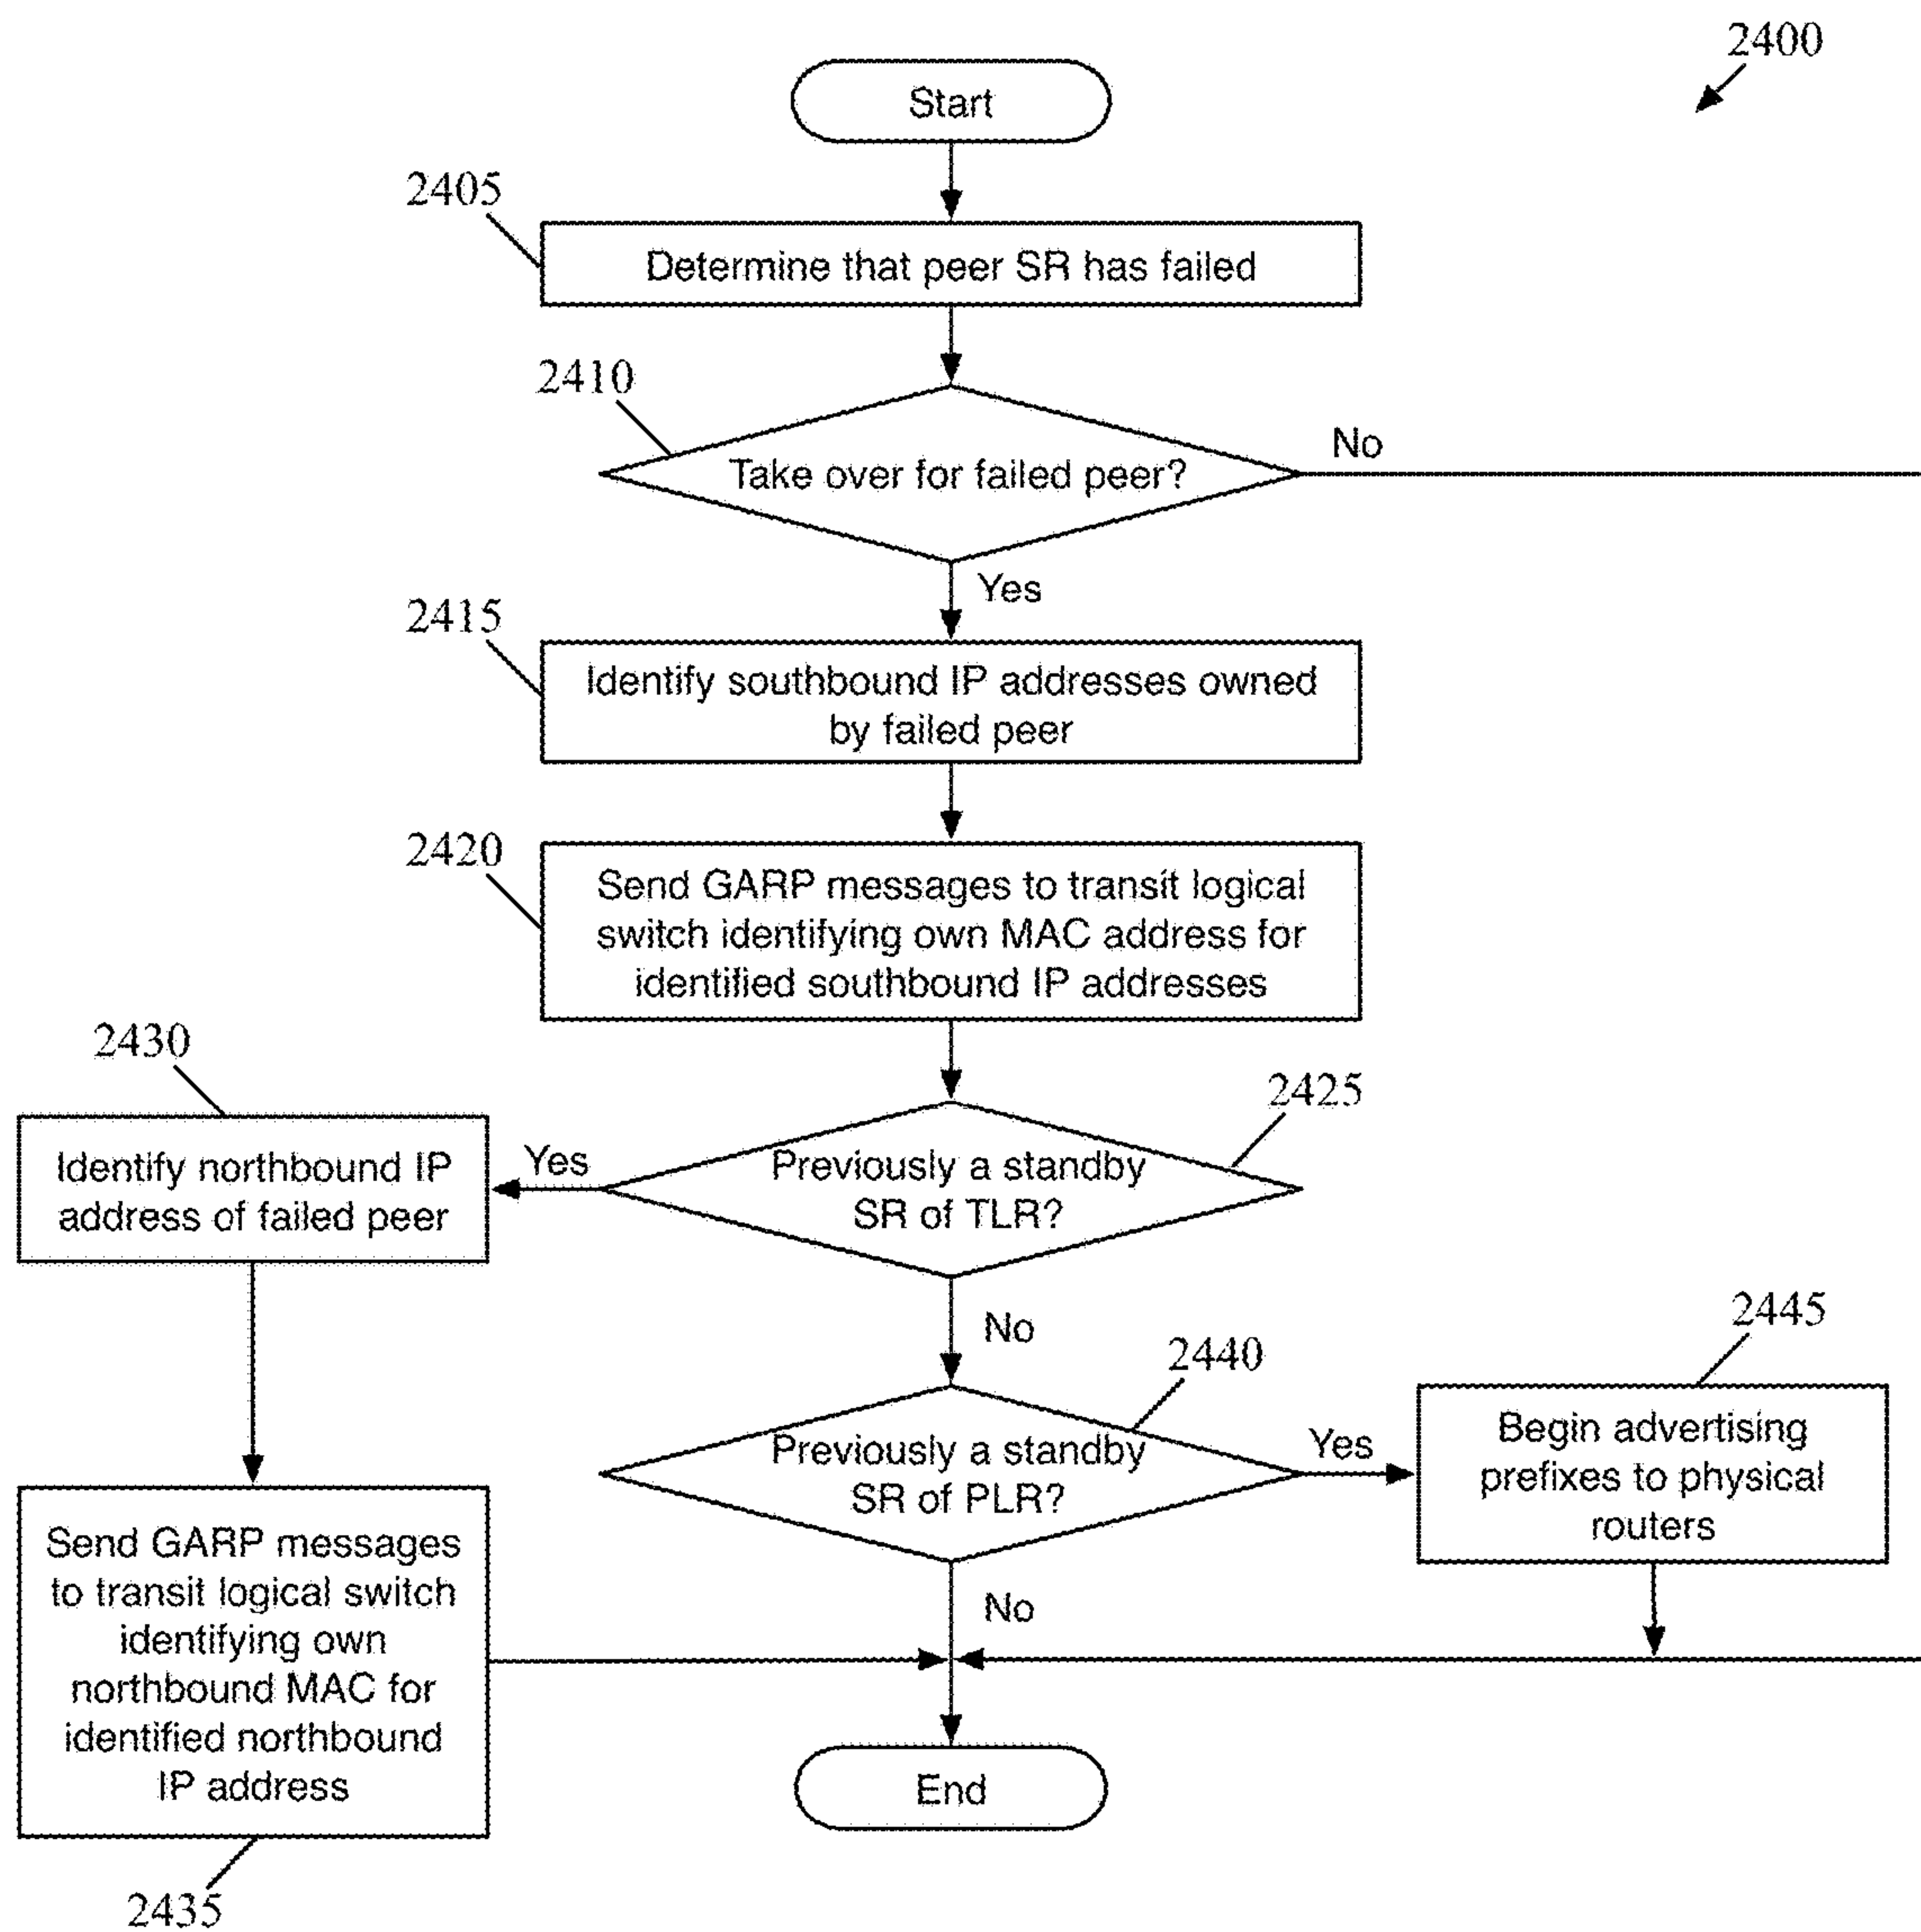 2400
Start
2405
Determine that peer SR has failed
2410
Take over for failed peer?
No
Yes
2415
Identify southbound IP addresses owned
by failed peer
2420
Send GARP messages to transit logical
switch identifying own MAC address for
identified southbound IP addresses
2430
2425
Identify northbound IP
address of failed peer
Yes
Previously a standby
SR of TLR?
No
2440
2445
Previously a standby
SR of PLR?
Yes
Begin advertising
prefixes to physical
routers
Send GARP messages
to transit logical switch
identifying own
northbound MAC for
identified northbound
IP address
No
End
2435